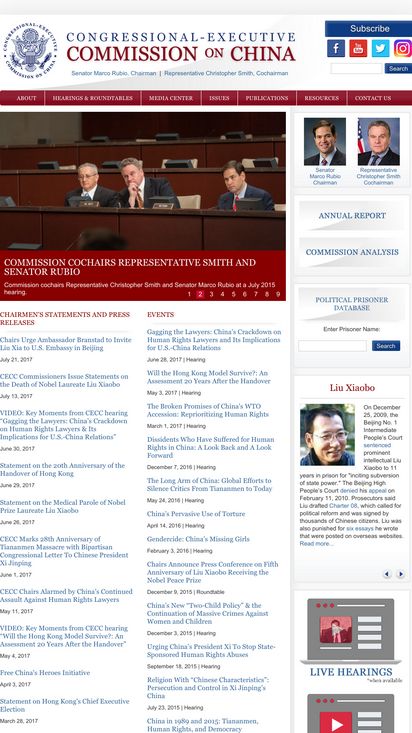 Subscribe
CONGRESSIONAL-EXECUTIVE
COMMISSION ON CHINA
Senator Marco Rubio, Chairman | Representative Christopher Smith, Cochairman
Search
ABOUT
HEARINGS & ROUNDTABLES
MEDIA CENTER
ISSUES
PUBLICATIONS
RESOURCES
CONTACT US
COMMISSION COCHAIRS REPRESENTATIVE SMITH AND
SENATOR RUBIO
Commission cochairs Representative Christopher Smith and Senator Marco Rubio at a July 2015
hearing.
1 2 3 4 5 6 7 8 9
CHAIRMEN'S STATEMENTS AND PRESS
RELEASES
Chairs Urge Ambassador Branstad to Invite
Liu Xia to U.S. Embassy in Beijing
July 21, 2017
CECC Commissioners Issue Statements on
the Death of Nobel Laureate Liu Xiaobo
July 13, 2017
VIDEO: Key Moments from CECC hearing
“Gagging the Lawyers: China’s Crackdown
on Human Rights Lawyers & Its
Implications for U.S.-China Relations”
June 30, 2017
Statement on the 20th Anniversary of the
Handover of Hong Kong
June 29, 2017
Statement on the Medical Parole of Nobel
Prize Laureate Liu Xiaobo
June 26, 2017
CECC Marks 28th Anniversary of
Tiananmen Massacre with Bipartisan
Congressional Letter To Chinese President
Xi Jinping
June 1, 2017
CECC Chairs Alarmed by China's Continued
Assault Against Human Rights Lawyers
May 11, 2017
VIDEO: Key Moments from CECC hearing
“Will the Hong Kong Model Survive?: An
Assessment 20 Years After the Handover”
May 4, 2017
Free China's Heroes Initiative
April 3, 2017
Statement on Hong Kong's Chief Executive
Election
March 28, 2017
EVENTS
Gagging the Lawyers: China's Crackdown on
Human Rights Lawyers and Its Implications
for U.S.-China Relations
June 28, 2017 | Hearing
Will the Hong Kong Model Survive?: An
Assessment 20 Years After the Handover
May 3, 2017 | Hearing
The Broken Promises of China's WTO
Accession: Reprioritizing Human Rights
March 1, 2017 | Hearing
Dissidents Who Have Suffered for Human
Rights in China: A Look Back and A Look
Forward
December 7, 2016 | Hearing
The Long Arm of China: Global Efforts to
Silence Critics From Tiananmen to Today
May 24, 2016 | Hearing
China's Pervasive Use of Torture
April 14, 2016 | Hearing
Gendercide: China's Missing Girls
February 3, 2016 | Hearing
Chairs Announce Press Conference on Fifth
Anniversary of Liu Xiaobo Receiving the
Nobel Peace Prize
December 9, 2015 | Roundtable
China's New “Two-Child Policy” & the
Continuation of Massive Crimes Against
Women and Children
December 3, 2015 | Hearing
Urging China's President Xi To Stop State-
Sponsored Human Rights Abuses
September 18, 2015 | Hearing
Religion With “Chinese Characteristics”:
Persecution and Control in Xi Jinping's
China
July 23, 2015 | Hearing
China in 1989 and 2015: Tiananmen,
Human Rights, and Democracy
Senator
Marco Rubio
Chairman
Representative
Christopher Smith
Cochairman
ANNUAL REPORT
COMMISSION ANALYSIS
POLITICAL PRISONER
DATABASE
Enter Prisoner Name:
Search
Liu Xiaobo
On December
25, 2009, the
Beijing No. 1
Intermediate
People's Court
sentenced
prominent
intellectual Liu
Xiaobo to 11
years in prison for "inciting subversion
of state power." The Beijing High
People's Court denied his appeal on
February 11, 2010. Prosecutors said
Liu drafted Charter 08, which called for
political reform and was signed by
thousands of Chinese citizens. Liu was
also punished for six essays he wrote
that were posted on overseas websites.
Read more...
LIVE HEARINGS
*when available